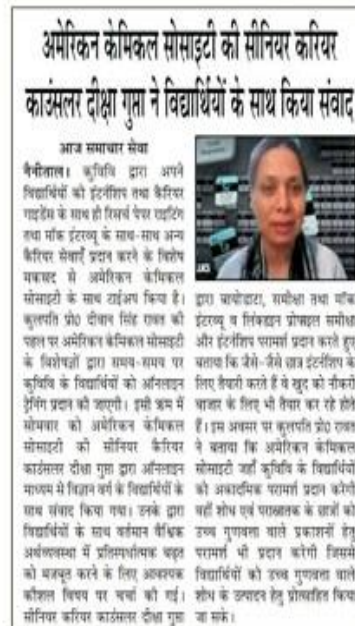 अमेरिकन केमिकल सोसाइटी की सीनियर करियर
काउंसलर दीक्षा गुप्ता ने विद्यार्थियों के साथ किया संवाद
आज समाचार सेवा
नैनीताल। कुविवि द्वारा अपने
विद्यार्थियों को इंटर्नशिप तथा कैरियर
गाइडेंस के साथ ही रिसर्च पेपर राइटिंग
तथा मॉक इंटरव्यू के साथ-साथ अन्य
कैरियर सेवाएँ प्रदान करने के विशेष
मकसद से अमेरिकन केमिकल
सोसाइटी के साथ टाईअप किया है।
कुलपति प्रो० दीवान सिंह रावत की
पहल पर अमेरिकन केमिकल सोसाइटी
के विशेषज्ञों द्वारा समय-समय पर
कुविवि के विद्यार्थियों को ऑनलाइन
ट्रेनिंग प्रदान की जाएगी। इसी क्रम में
सोमवार को अमेरिकन केमिकल
सोसाइटी की सीनियर कैरियर
काउंसलर दीक्षा गुप्ता द्वारा ऑनलाइन
माध्यम से विज्ञान वर्ग के विद्यार्थियों के
साथ संवाद किया गया। उनके द्वारा
विद्यार्थियों के साथ वर्तमान वैश्विक
अर्थव्यवस्था में प्रतिस्पर्धात्मक बढ़त
को मजबूत करने के लिए आवश्यक
कौशल विषय पर चर्चा की गई।
सीनियर करियर काउंसलर दीक्षा गुप्ता
द्वारा बायोडाटा, समीक्षा तथा मॉक
इंटरव्यू व लिंक्डइन प्रोफाइल समीक्षा
और इंटर्नशिप परामर्श प्रदान करते हुए
बताया कि जैसे-जैसे छात्र इंटर्नशिप के
लिए तैयारी करते हैं वे खुद को नौकरी
बाजार के लिए भी तैयार कर रहे होते
हैं। इस अवसर पर कुलपति प्रो० रावत
ने बताया कि अमेरिकन केमिकल
सोसाइटी जहाँ कुविवि के विद्यार्थियों
को अकादमिक परामर्श प्रदान करेगी
वहीं शोध एवं परास्नातक के छात्रों को
उच्च गुणवत्ता वाले प्रकाशनों हेतु
परामर्श भी प्रदान करेगी जिससे
विद्यार्थियों को उच्च गुणवत्ता वाले
शोध के उत्पादन हेतु प्रोत्साहित किया
जा सके।